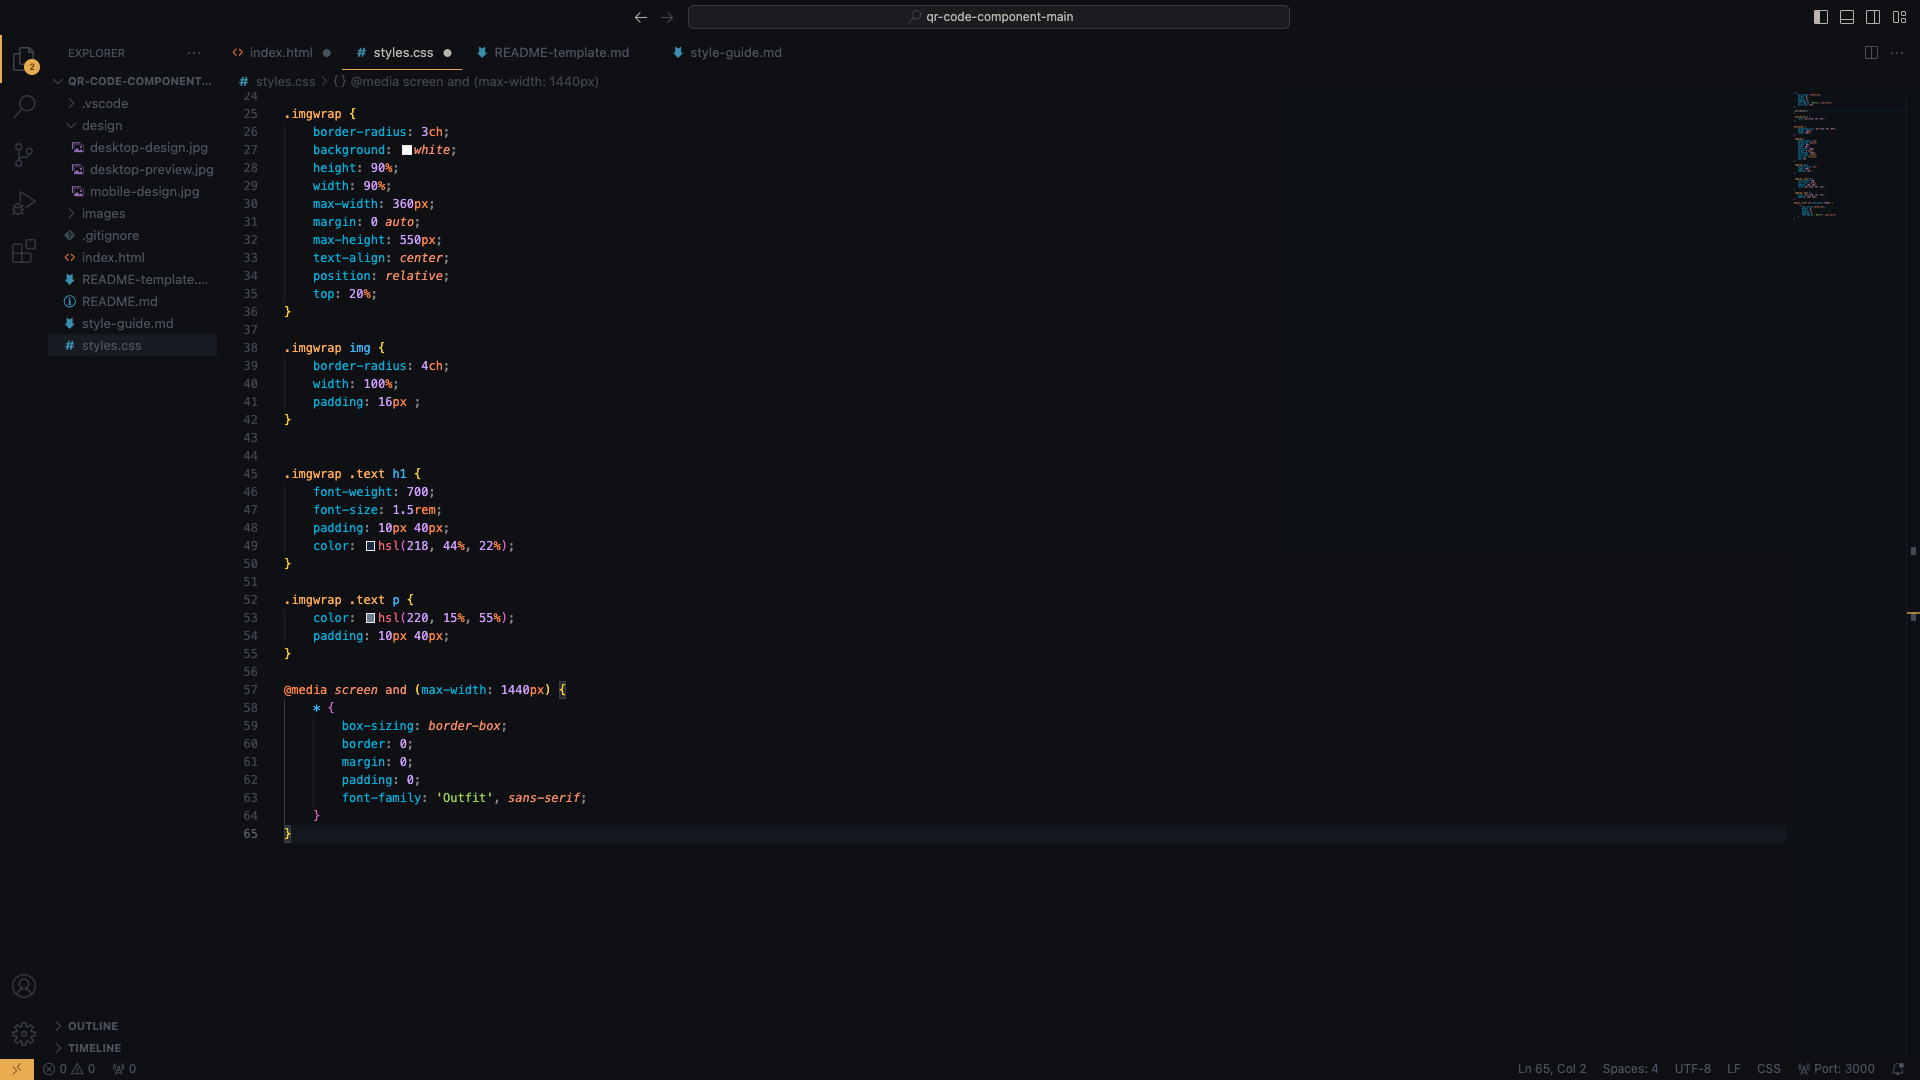 qr-code-component-main
EXPLORER
index.html
styles.css
README-template.md
style-guide.md
2
QR-CODE-COMPONENT...
.vscode
design
desktop-design.jpg
desktop-preview.jpg
mobile-design.jpg
images
.gitignore
index.html
README-template....
README.md
style-guide.md
styles.css
OUTLINE
TIMELINE
styles.css > {} @media screen and (max-width: 1440px)
24
25 .imgwrap {
26 border-radius: 3ch;
27 background: white;
28 height: 90%;
29 width: 90%;
30 max-width: 360px;
31 margin: 0 auto;
32 max-height: 550px;
33 text-align: center;
34 position: relative;
35 top: 20%;
36 }
37
38 .imgwrap img {
39 border-radius: 4ch;
40 width: 100%;
41 padding: 16px ;
42 }
43
44
45 .imgwrap .text h1 {
46 font-weight: 700;
47 font-size: 1.5rem;
48 padding: 10px 40px;
49 color: hsl(218, 44%, 22%);
50 }
51
52 .imgwrap .text p {
53 color: hsl(220, 15%, 55%);
54 padding: 10px 40px;
55 }
56
57 @media screen and (max-width: 1440px) {
58 * {
59 box-sizing: border-box;
60 border: 0;
61 margin: 0;
62 padding: 0;
63 font-family: 'Outfit', sans-serif;
64 }
65 }
0 0 0
Ln 65, Col 2 Spaces: 4 UTF-8 LF CSS Port: 3000